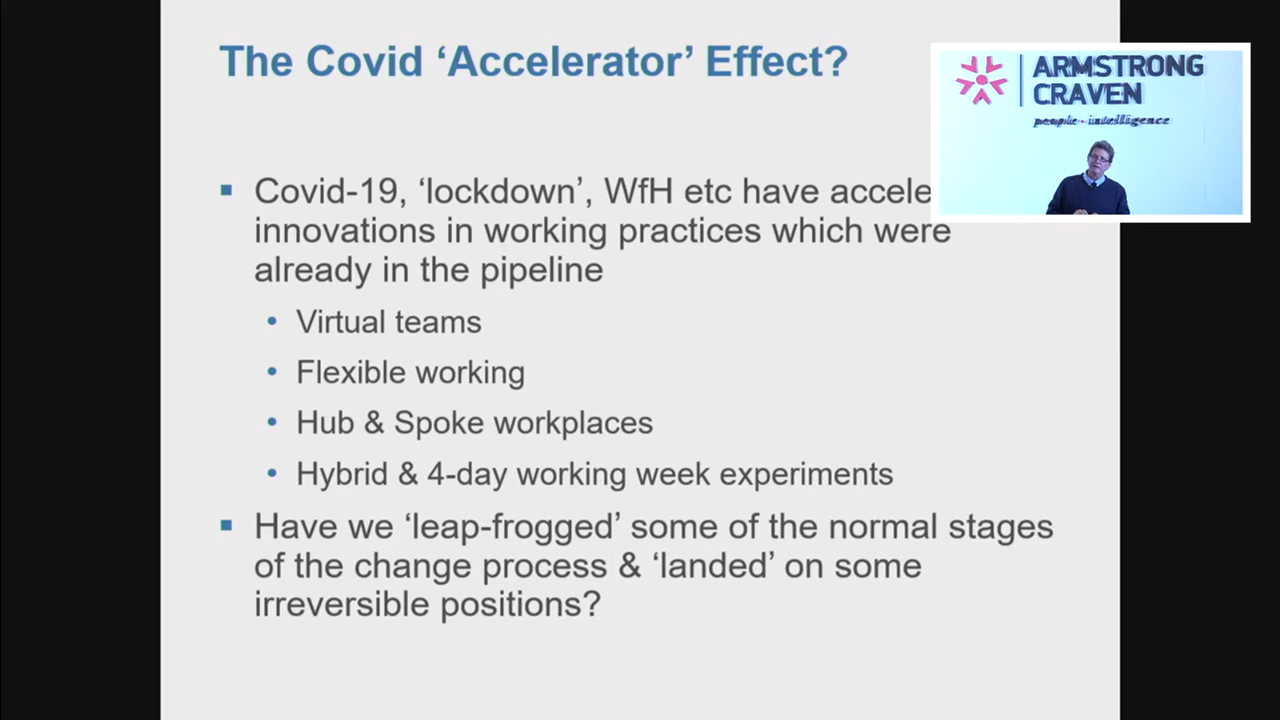 The Covid ‘Accelerator’ Effect?
ARMSTRONG
CRAVEN
people - intelligence
▪ Covid-19, ‘lockdown’, WfH etc have accele
innovations in working practices which were
already in the pipeline
• Virtual teams
• Flexible working
• Hub & Spoke workplaces
• Hybrid & 4-day working week experiments
▪ Have we ‘leap-frogged’ some of the normal stages
of the change process & ‘landed’ on some
irreversible positions?